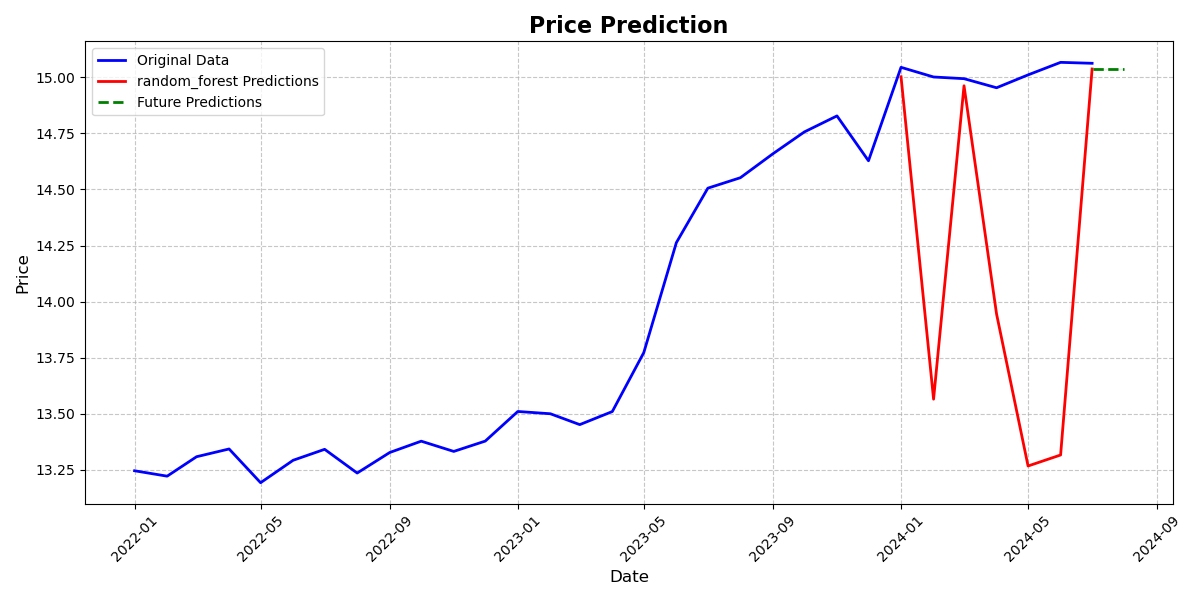 Price Prediction
Original Data
random_forest Predictions
Future Predictions
Price
15.00
14.75
14.50
14.25
14.00
13.75
13.50
13.25
2022-01
2022-05
2022-09
2023-01
2023-05
2023-09
2024-01
2024-05
2024-09
Date